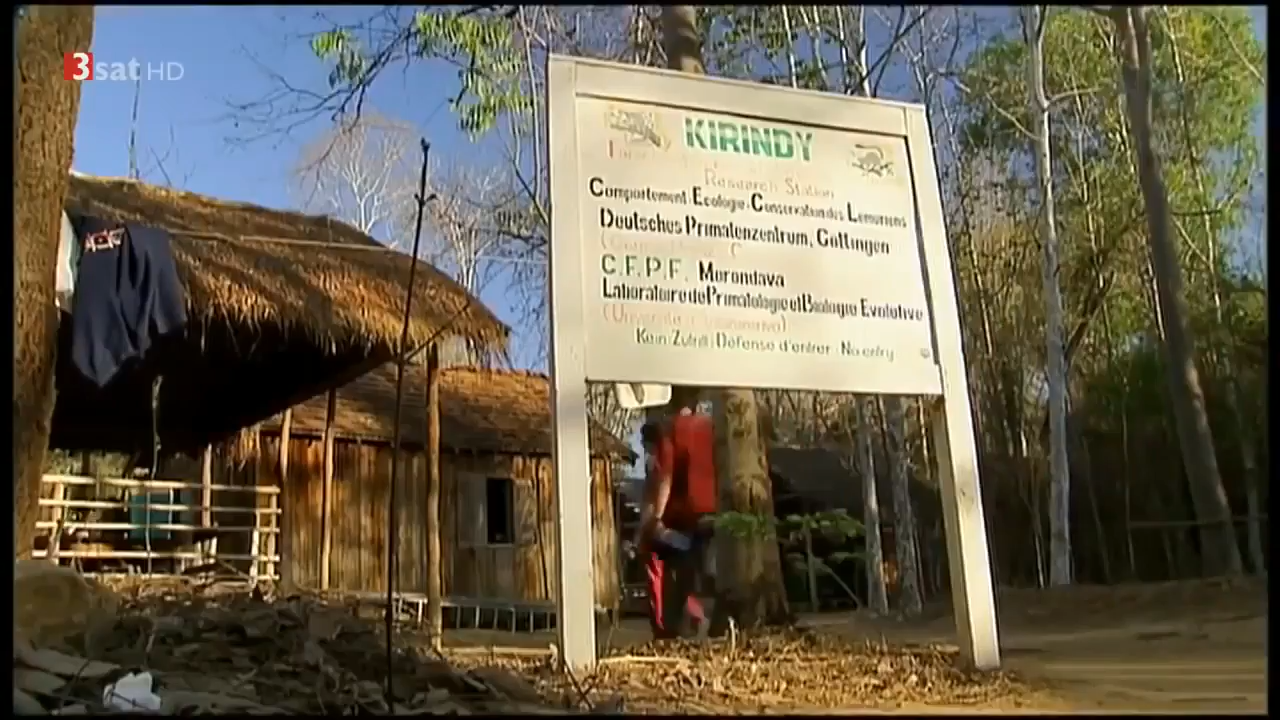 3sat HD
KIRINDY
Research Station
Comportement, Ecologie, Conservation des Lemuriens
Deutsches Primatenzentrum, Gottingen
C.F.P.F. Morondava
Laboratoire de Primatologie et Biologie Evolutive
Kein Zutritt - Défense d'entrer - No entry